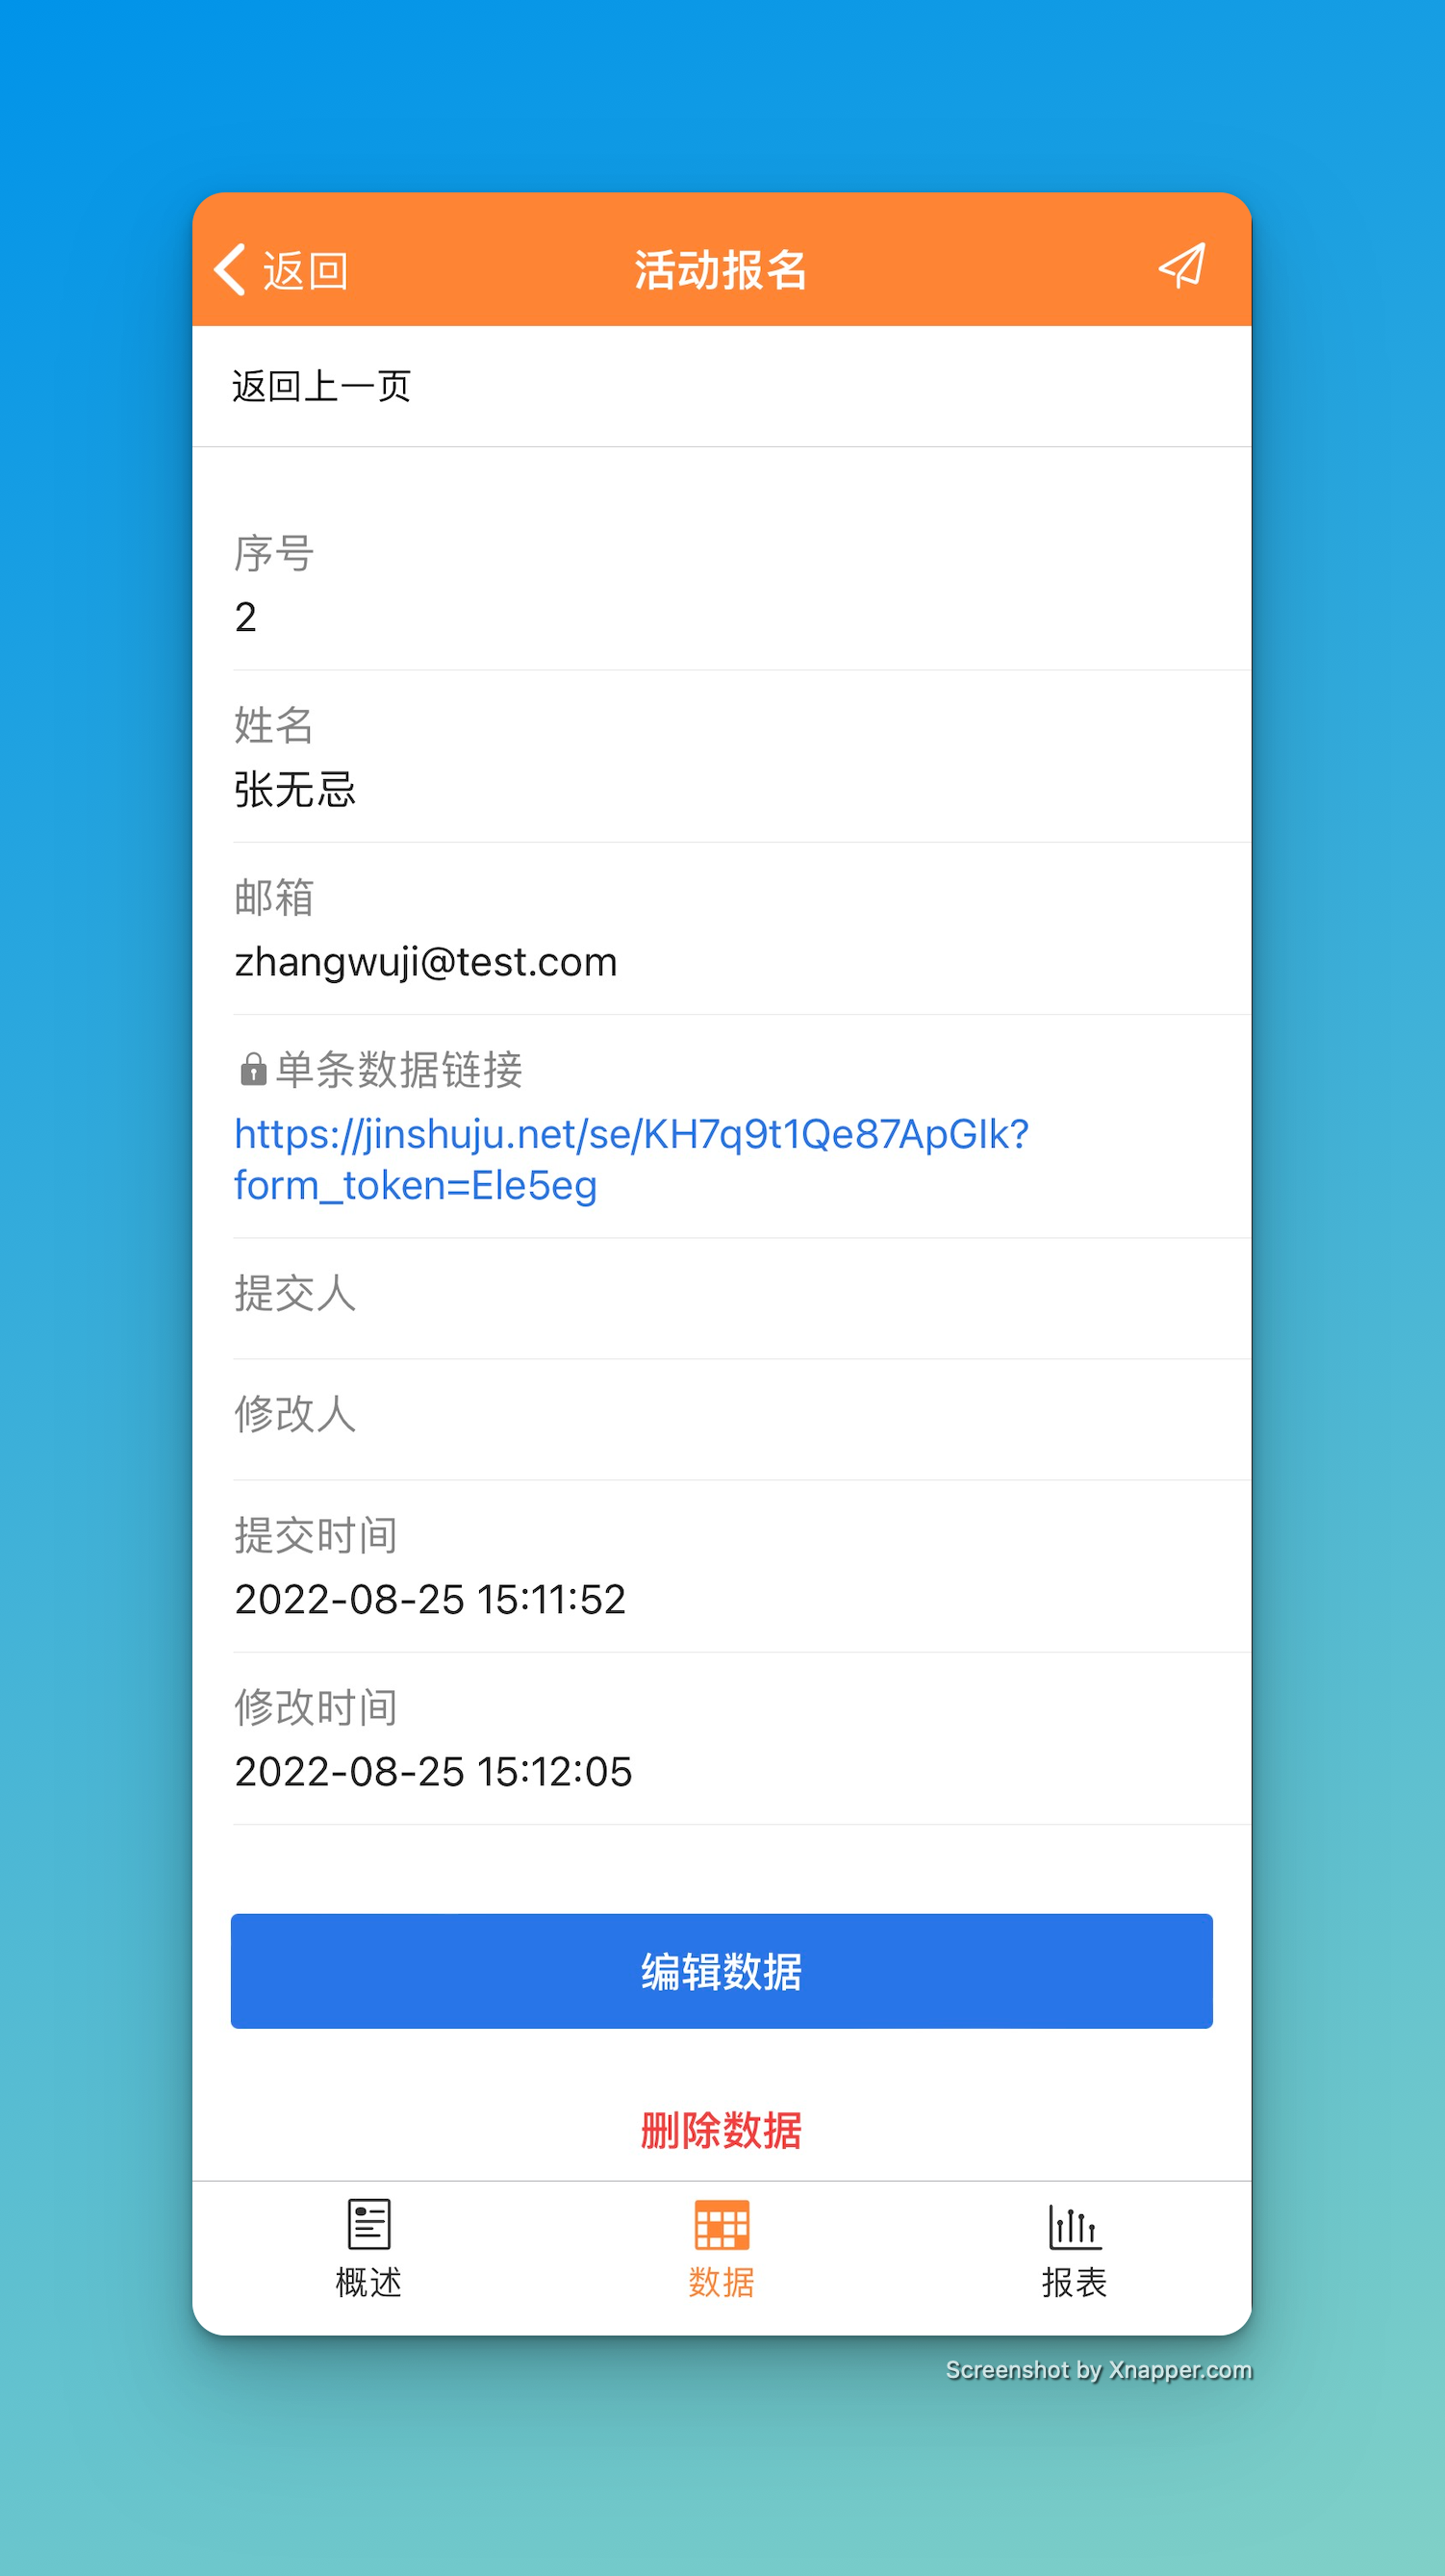 返回 活动报名
返回上一页
序号
2
姓名
张无忌
邮箱
zhangwuji@test.com
单条数据链接
https://jinshuju.net/se/KH7q9t1Qe87ApGIk?
form_token=Ele5eg
提交人
修改人
提交时间
2022-08-25 15:11:52
修改时间
2022-08-25 15:12:05
编辑数据
删除数据
概述 数据 报表
Screenshot by Xnapper.com